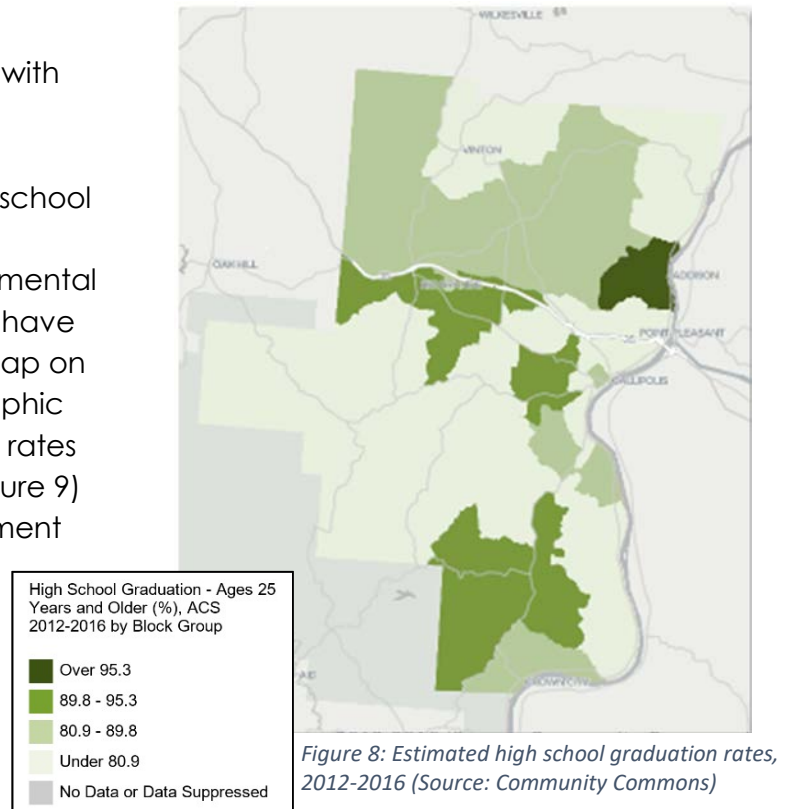 with
school
mental
have
ap on
phic
rates
ure 9)
ment
WILKESVILLE
VINTON
OAK HILL
ADDISON
POINT PLEASANT
GALLIPOLIS
CROWN CITY
High School Graduation - Ages 25
Years and Older (%), ACS
2012-2016 by Block Group
Over 95.3
89.8 - 95.3
80.9 - 89.8
Under 80.9
No Data or Data Suppressed
Figure 8: Estimated high school graduation rates,
2012-2016 (Source: Community Commons)